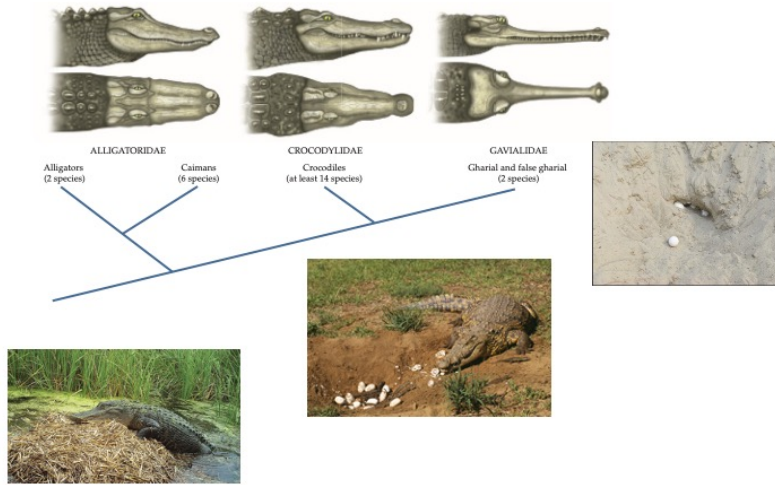 ALLIGATORIDAE
CROCODYLIDAE
GAVIALIDAE
Alligators
(2 species)
Caimans
(6 species)
Crocodiles
(at least 14 species)
Gharial and false gharial
(2 species)